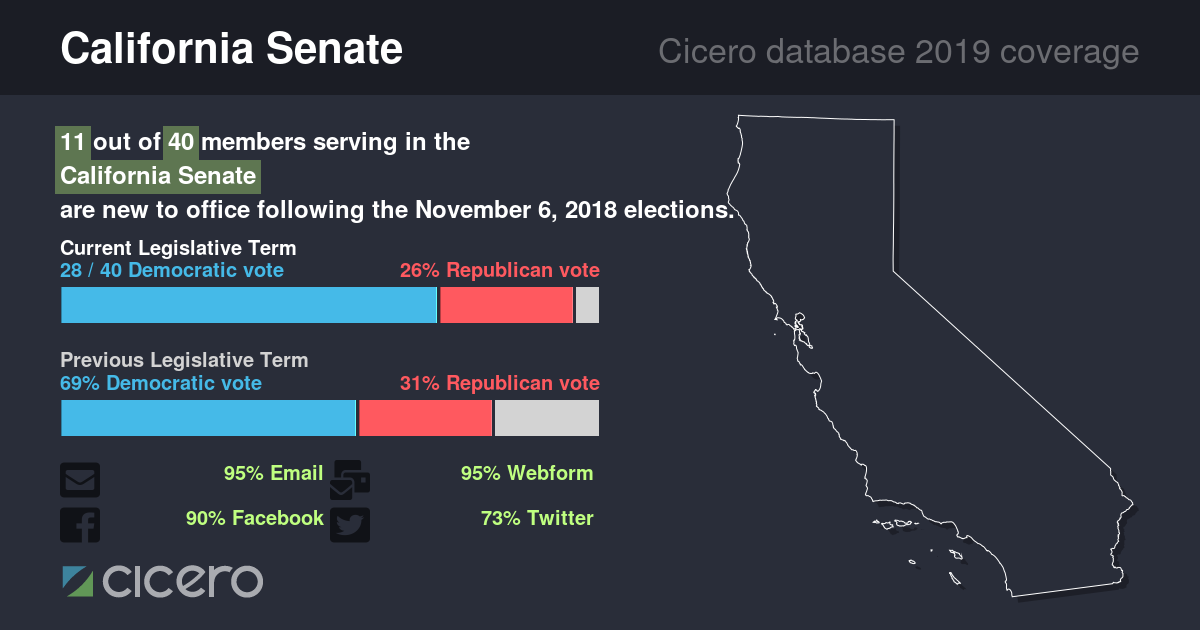 California Senate
Cicero database 2019 coverage
11 out of 40 members serving in the
California Senate
are new to office following the November 6, 2018 elections.
Current Legislative Term
28 / 40 Democratic vote 26% Republican vote
Previous Legislative Term
69% Democratic vote 31% Republican vote
95% Email 95% Webform
90% Facebook 73% Twitter
cicero